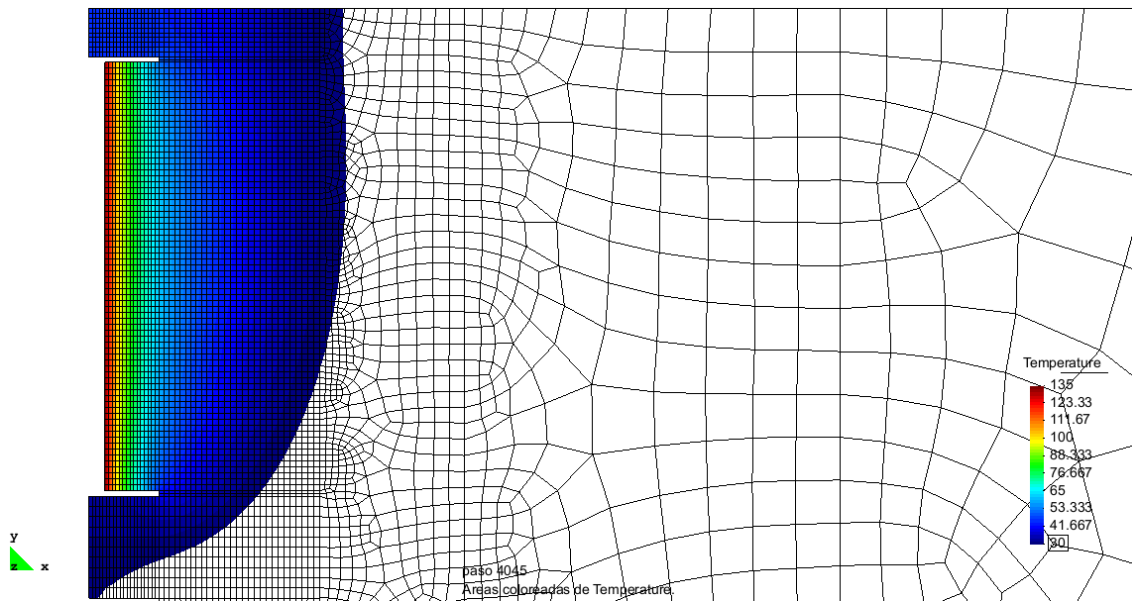 Temperature
135
123.33
111.67
100
88.333
76.667
65
53.333
41.667
30
y
z x
paso 4045
Areas coloreadas de Temperature.